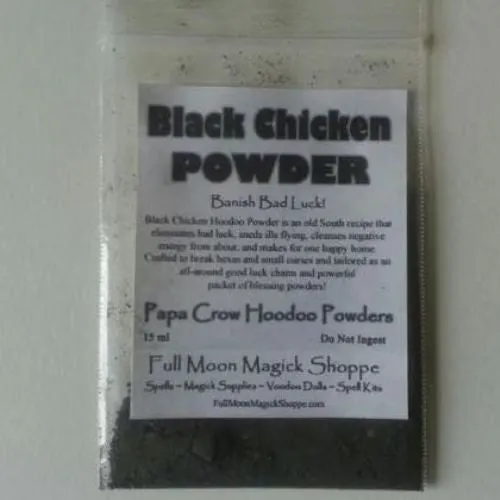 Black Chicken
POWDER
Banish Bad Luck!
Black Chicken Hoodoo Powder is an old South recipe that
eliminates bad luck, sends ills flying, cleanses negative
energy from about, and makes for one happy home.
Crafted to break hexes and small curses and tailored as an
all-around good luck charm and powerful
packet of blessing powders!
Papa Crow Hoodoo Powders
15 ml Do Not Ingest
Full Moon Magick Shoppe
Spells ~ Magick Supplies ~ Voodoo Dolls ~ Spell Kits
FullMoonMagickShoppe.com